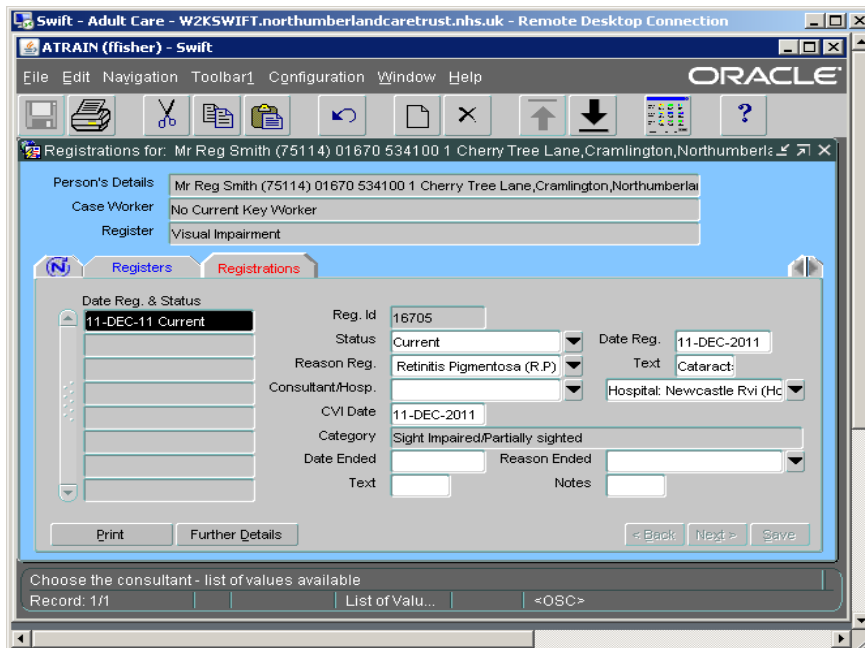 Swift - Adult Care - W2KSWIFT.northumberlandcaretrust.nhs.uk - Remote Desktop Connection
ATRAIN (ffisher) - Swift
File Edit Navigation Toolbar1 Configuration Window Help ORACLE
Registrations for: Mr Reg Smith (75114) 01670 534100 1 Cherry Tree Lane,Cramlington,Northumberla
Person's Details Mr Reg Smith (75114) 01670 534100 1 Cherry Tree Lane,Cramlington,Northumberlan
Case Worker No Current Key Worker
Register Visual Impairment
N Registers Registrations
Date Reg. & Status
11-DEC-11 Current
Reg. Id 16705
Status Current Date Reg. 11-DEC-2011
Reason Reg. Retinitis Pigmentosa (R.P) Text Cataract
Consultant/Hosp. Hospital: Newcastle Rvi (Ho
CVI Date 11-DEC-2011
Category Sight Impaired/Partially sighted
Date Ended Reason Ended
Text Notes
Print Further Details < Back Next > Save
Choose the consultant - list of values available
Record: 1/1 List of Valu... <OSC>